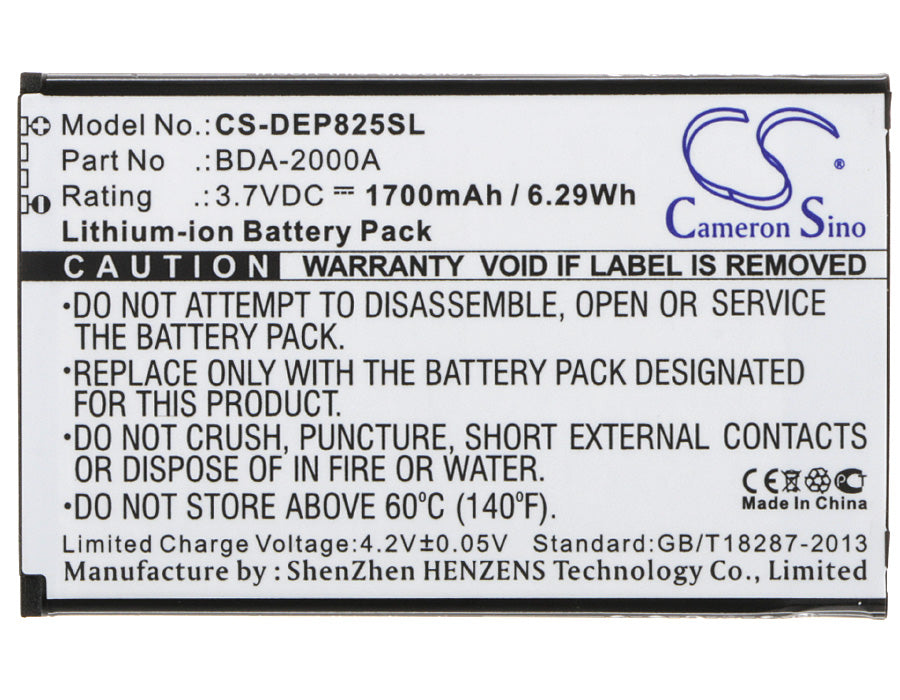 Model No.: CS-DEP825SL
Part No .: BDA-2000A
Rating .: 3.7VDC ⎓ 1700mAh / 6.29Wh
Lithium-ion Battery Pack
CS ®
Cameron Sino
CAUTION WARRANTY VOID IF LABEL IS REMOVED
•DO NOT ATTEMPT TO DISASSEMBLE, OPEN OR SERVICE
THE BATTERY PACK.
•REPLACE ONLY WITH THE BATTERY PACK DESIGNATED
FOR THIS PRODUCT.
•DO NOT CRUSH, PUNCTURE, SHORT EXTERNAL CONTACTS
OR DISPOSE OF IN FIRE OR WATER.
•DO NOT STORE ABOVE 60°C (140°F).
CE
Made In China
Limited Charge Voltage:4.2V±0.05V Standard:GB/T18287-2013
Manufacture by : ShenZhen HENZENS Technology Co., Limited